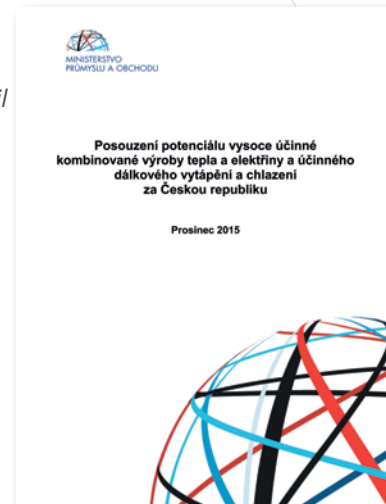 MINISTERSTVO
PRŮMYSLU A OBCHODU
Posouzení potenciálu vysoce účinné
kombinované výroby tepla a elektřiny a účinného
dálkového vytápění a chlazení
za Českou republiku
Prosinec 2015